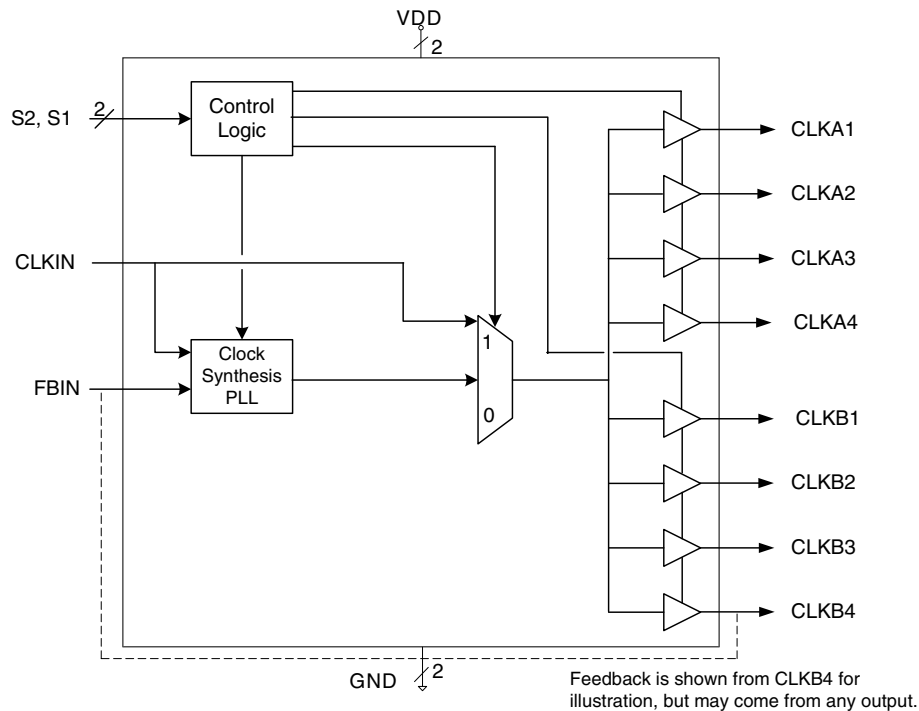 VDD
2
S2, S1
2
Control
Logic
CLKA1
CLKA2
CLKIN
CLKA3
1
CLKA4
Clock
Synthesis
PLL
FBIN
0
CLKB1
CLKB2
CLKB3
CLKB4
GND
2
Feedback is shown from CLKB4 for
illustration, but may come from any output.